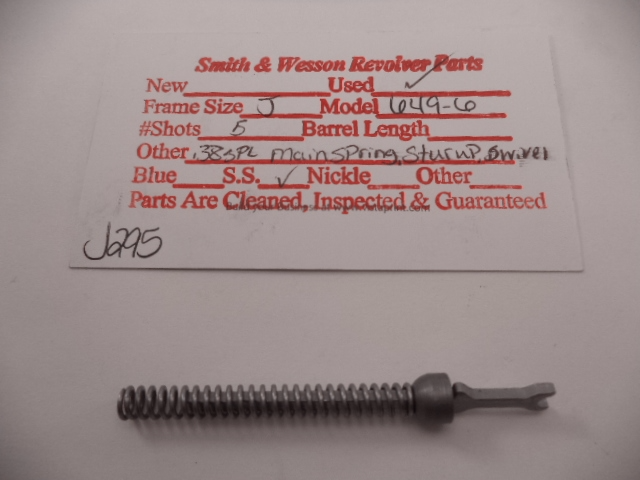 Smith & Wesson Revolver Parts
New Used ✓
Frame Size J Model 649-6
#Shots 5 Barrel Length
Other .38SPL mainspring, Sturup, Swivel
Blue S.S. ✓ Nickle Other
Parts Are Cleaned, Inspected & Guaranteed
J295